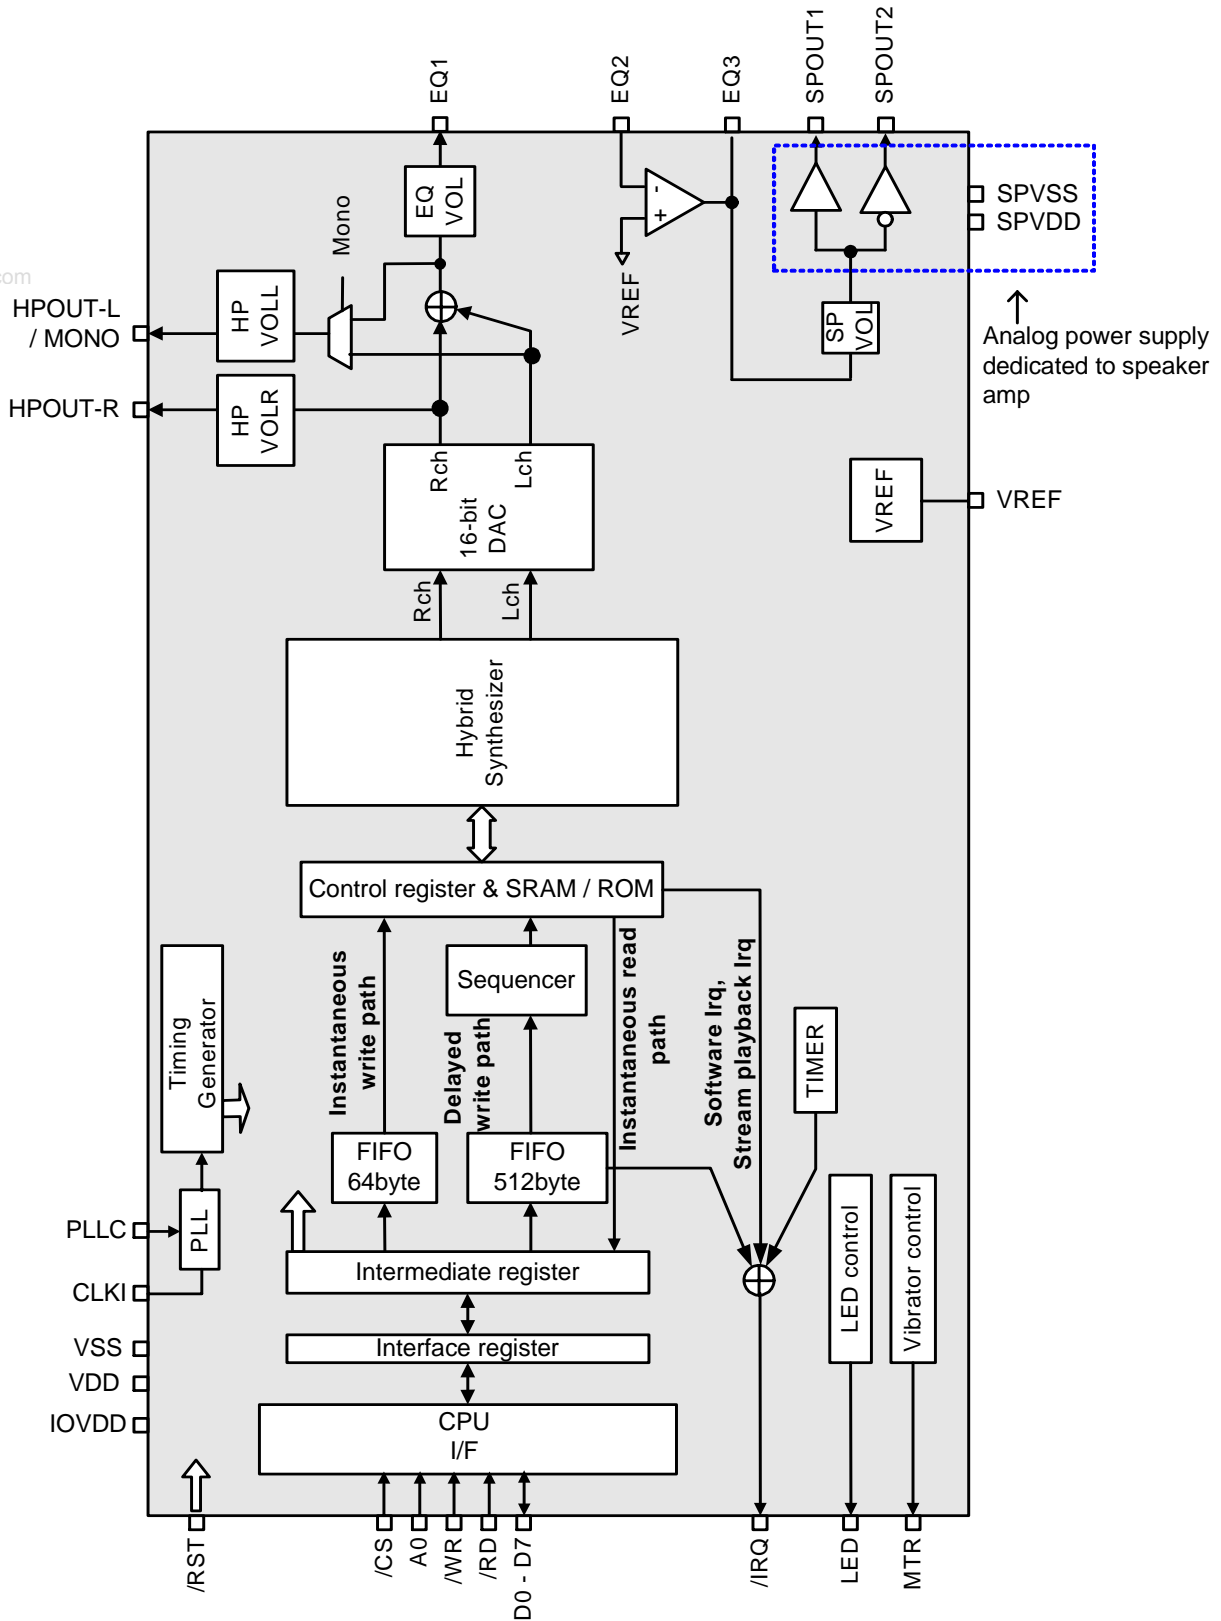 EQ1
EQ2
EQ3
SPOUT1
SPOUT2
EQ
VOL
Mono
-
+
VREF
SPVSS
SPVDD
com
HPOUT-L
/ MONO
HP
VOLL
SP
VOL
Analog power supply
dedicated to speaker
amp
HPOUT-R
HP
VOLR
Rch
Lch
16-bit
DAC
VREF
VREF
Rch
Lch
Hybrid
Synthesizer
Control register & SRAM / ROM
Timing
Generator
Instantaneous
write path
Sequencer
Delayed
write path
Instantaneous read
path
Software Irq,
Stream playback Irq
TIMER
FIFO
64byte
FIFO
512byte
PLLC
PLL
CLKI
Intermediate register
LED control
Vibrator control
VSS
Interface register
VDD
IOVDD
CPU
I/F
/RST
/CS
A0
/WR
/RD
D0 - D7
/IRQ
LED
MTR